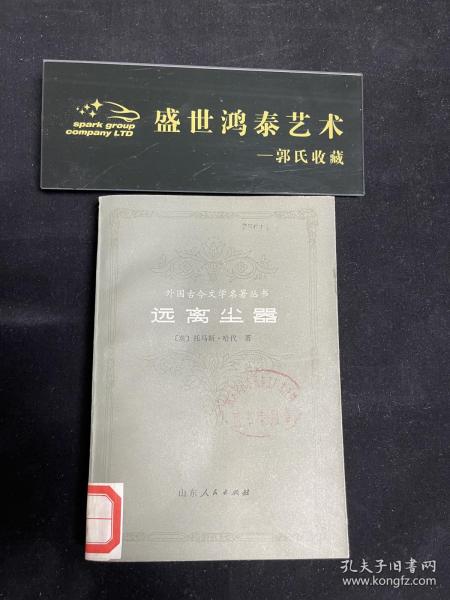 spark group
company LTD
盛世鸿泰艺术
—郭氏收藏
外国古今文学名著丛书
远离尘嚣
〔英〕托马斯·哈代 著
山东人民出版社
孔夫子旧书网
www.kongfz.com